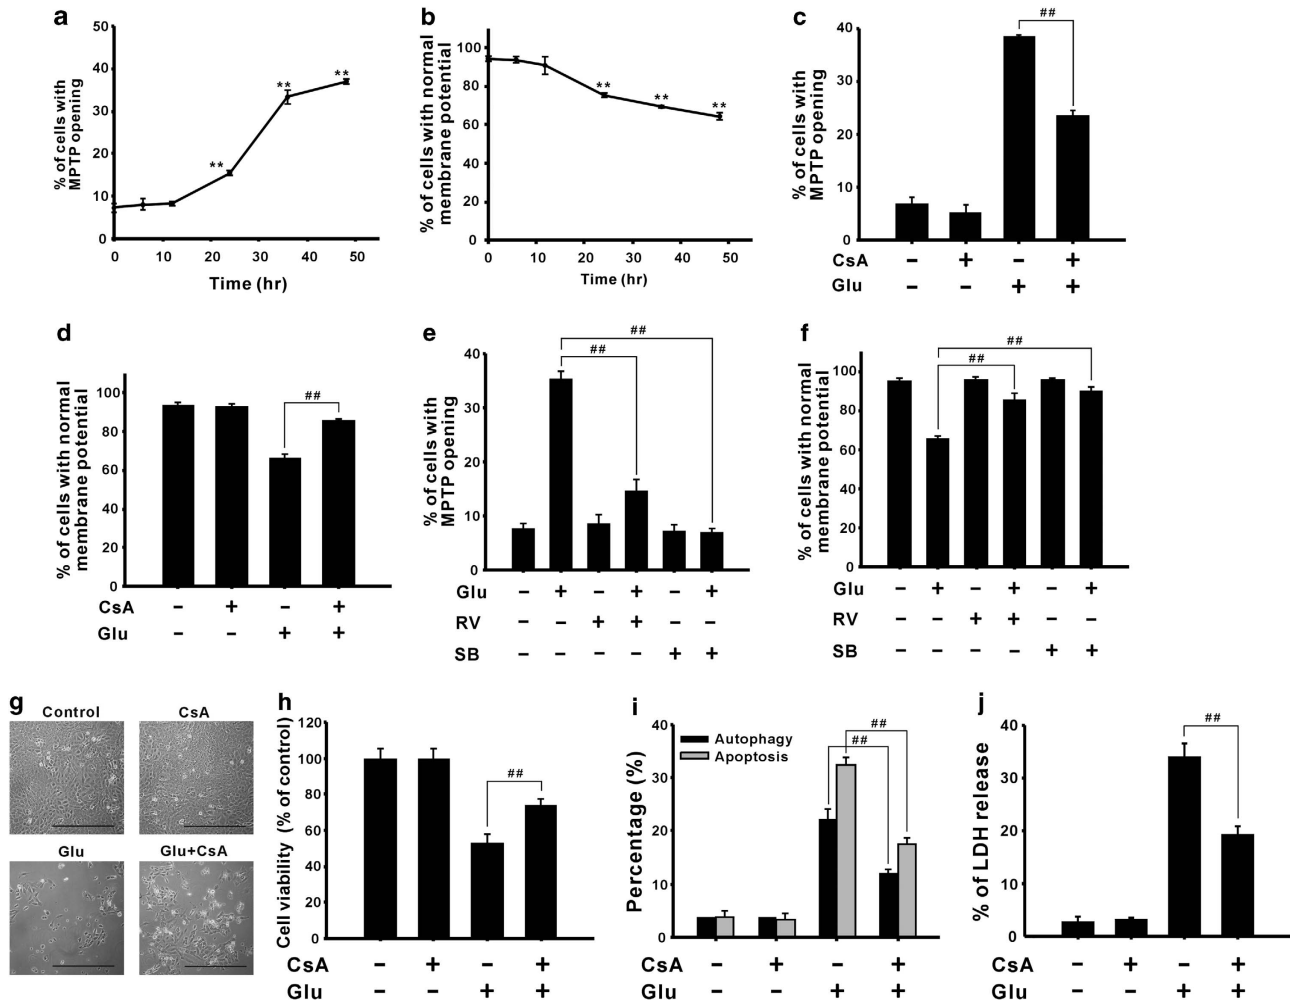 a
50
40
30
20
10
0
% of cells with
MPTP opening
**
**
**
0 10 20 30 40 50
Time (hr)
b
100
80
60
40
20
0
% of cells with normal
membrane potential
**
**
**
0 10 20 30 40 50
Time (hr)
c
40
30
20
10
0
% of cells with
MPTP opening
##
CsA − + − +
Glu − − + +
d
100
80
60
40
20
0
% of cells with normal
membrane potential
##
CsA − + − +
Glu − − + +
e
40
30
20
10
0
% of cells with
MPTP opening
##
##
Glu − + − + − +
RV − − + + − −
SB − − − − + +
f
100
80
60
40
20
0
% of cells with normal
membrane potential
##
##
Glu − + − + − +
RV − − + + − −
SB − − − − + +
g
Control
CsA
Glu
Glu+CsA
h
120
100
80
60
40
20
0
Cell viability (% of control)
##
CsA − + − +
Glu − − + +
i
40
30
20
10
0
Percentage (%)
Autophagy
Apoptosis
##
##
CsA − + − +
Glu − − + +
j
40
30
20
10
0
% of LDH release
##
CsA − + − +
Glu − − + +